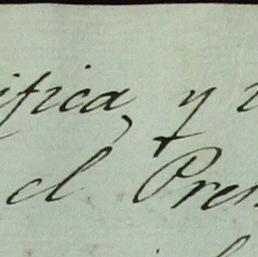 ifica, y
el Pre